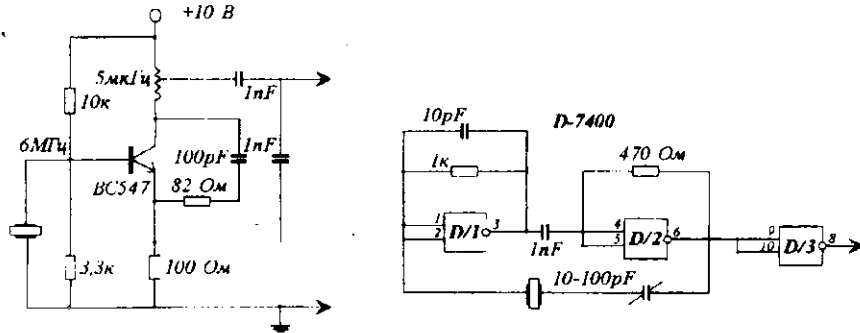 +10 В
5мкГц
1nF
10к
6МГц
100pF
1nF
BC547
82 Ом
3,3к
100 Ом
10pF
D-7400
1к
470 Ом
1
2
D/1
3
1nF
4
5
D/2
6
9
10
D/3
8
10-100pF